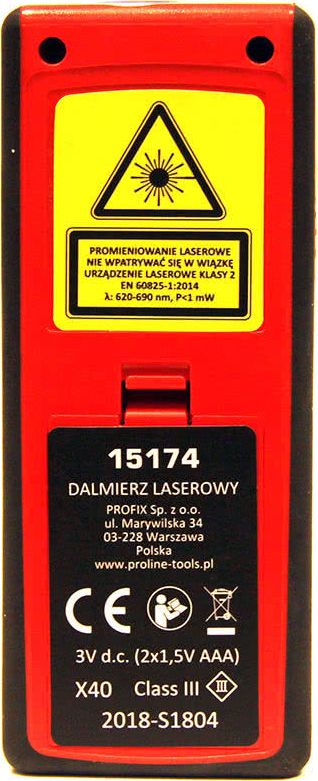 PROMIENIOWANIE LASEROWE
NIE WPATRYWAĆ SIĘ W WIĄZKĘ
URZĄDZENIE LASEROWE KLASY 2
EN 60825-1:2014
λ: 620-690 nm, P<1 mW
15174
DALMIERZ LASEROWY
PROFIX Sp. z o.o.
ul. Marywilska 34
03-228 Warszawa
Polska
www.proline-tools.pl
CE
3V d.c. (2x1,5V AAA)
X40 Class III III
2018-S1804